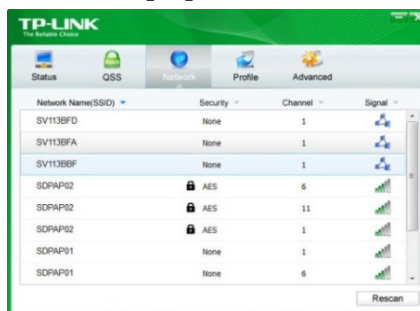 TP-LINK
The Reliable Choice
Status QSS Network Profile Advanced
Network Name(SSID) Security Channel Signal
SV113BFD None 1
SV113BFA None 1
SV113BBF None 1
SDPAP02 AES 6
SDPAP02 AES 11
SDPAP02 AES 1
SDPAP01 None 1
SDPAP01 None 6
Rescan